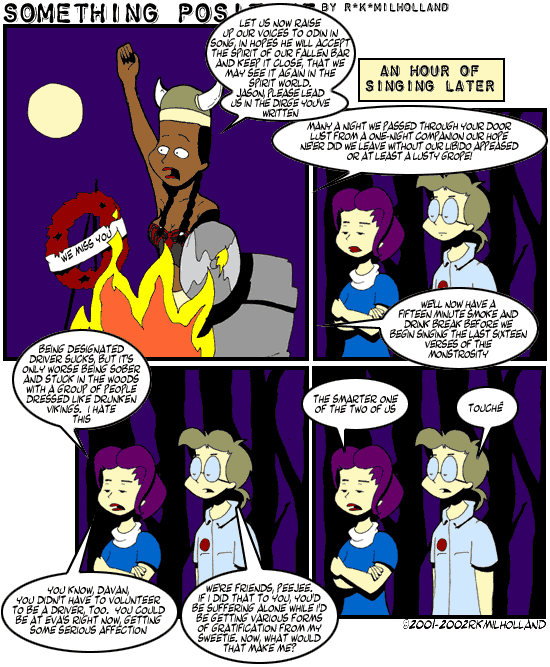 SOMETHING POSITIVE BY R*K*MILHOLLAND
LET US NOW RAISE
UP OUR VOICES TO ODIN IN
SONG, IN HOPES HE WILL ACCEPT
THE SPIRIT OF OUR FALLEN BAR
AND KEEP IT CLOSE, THAT WE
MAY SEE IT AGAIN IN THE
SPIRIT WORLD.
JASON, PLEASE LEAD
US IN THE DIRGE YOU'VE
WRITTEN
WE MISS YOU
AN HOUR OF
SINGING LATER
MANY A NIGHT WE PASSED THROUGH YOUR DOOR
LUST FROM A ONE-NIGHT COMPANION OUR HOPE
NE'ER DID WE LEAVE WITHOUT OUR LIBIDO APPEASED
OR AT LEAST A LUSTY GROPE!
WE'LL NOW HAVE A
FIFTEEN MINUTE SMOKE AND
DRINK BREAK BEFORE WE
BEGIN SINGING THE LAST SIXTEEN
VERSES OF THE
MONSTROSITY
BEING DESIGNATED
DRIVER SUCKS, BUT IT'S
ONLY WORSE BEING SOBER
AND STUCK IN THE WOODS
WITH A GROUP OF PEOPLE
DRESSED LIKE DRUNKEN
VIKINGS. I HATE
THIS
YOU KNOW, DAVAN,
YOU DIDN'T HAVE TO VOLUNTEER
TO BE A DRIVER, TOO. YOU COULD
BE AT EVA'S RIGHT NOW, GETTING
SOME SERIOUS AFFECTION
WE'RE FRIENDS, PEEJEE.
IF I DID THAT TO YOU, YOU'D
BE SUFFERING ALONE WHILE I'D
BE GETTING VARIOUS FORMS
OF GRATIFICATION FROM MY
SWEETIE. NOW, WHAT WOULD
THAT MAKE ME?
THE SMARTER ONE
OF THE TWO OF US
TOUCHÉ
©2001-2002RKMILHOLLAND